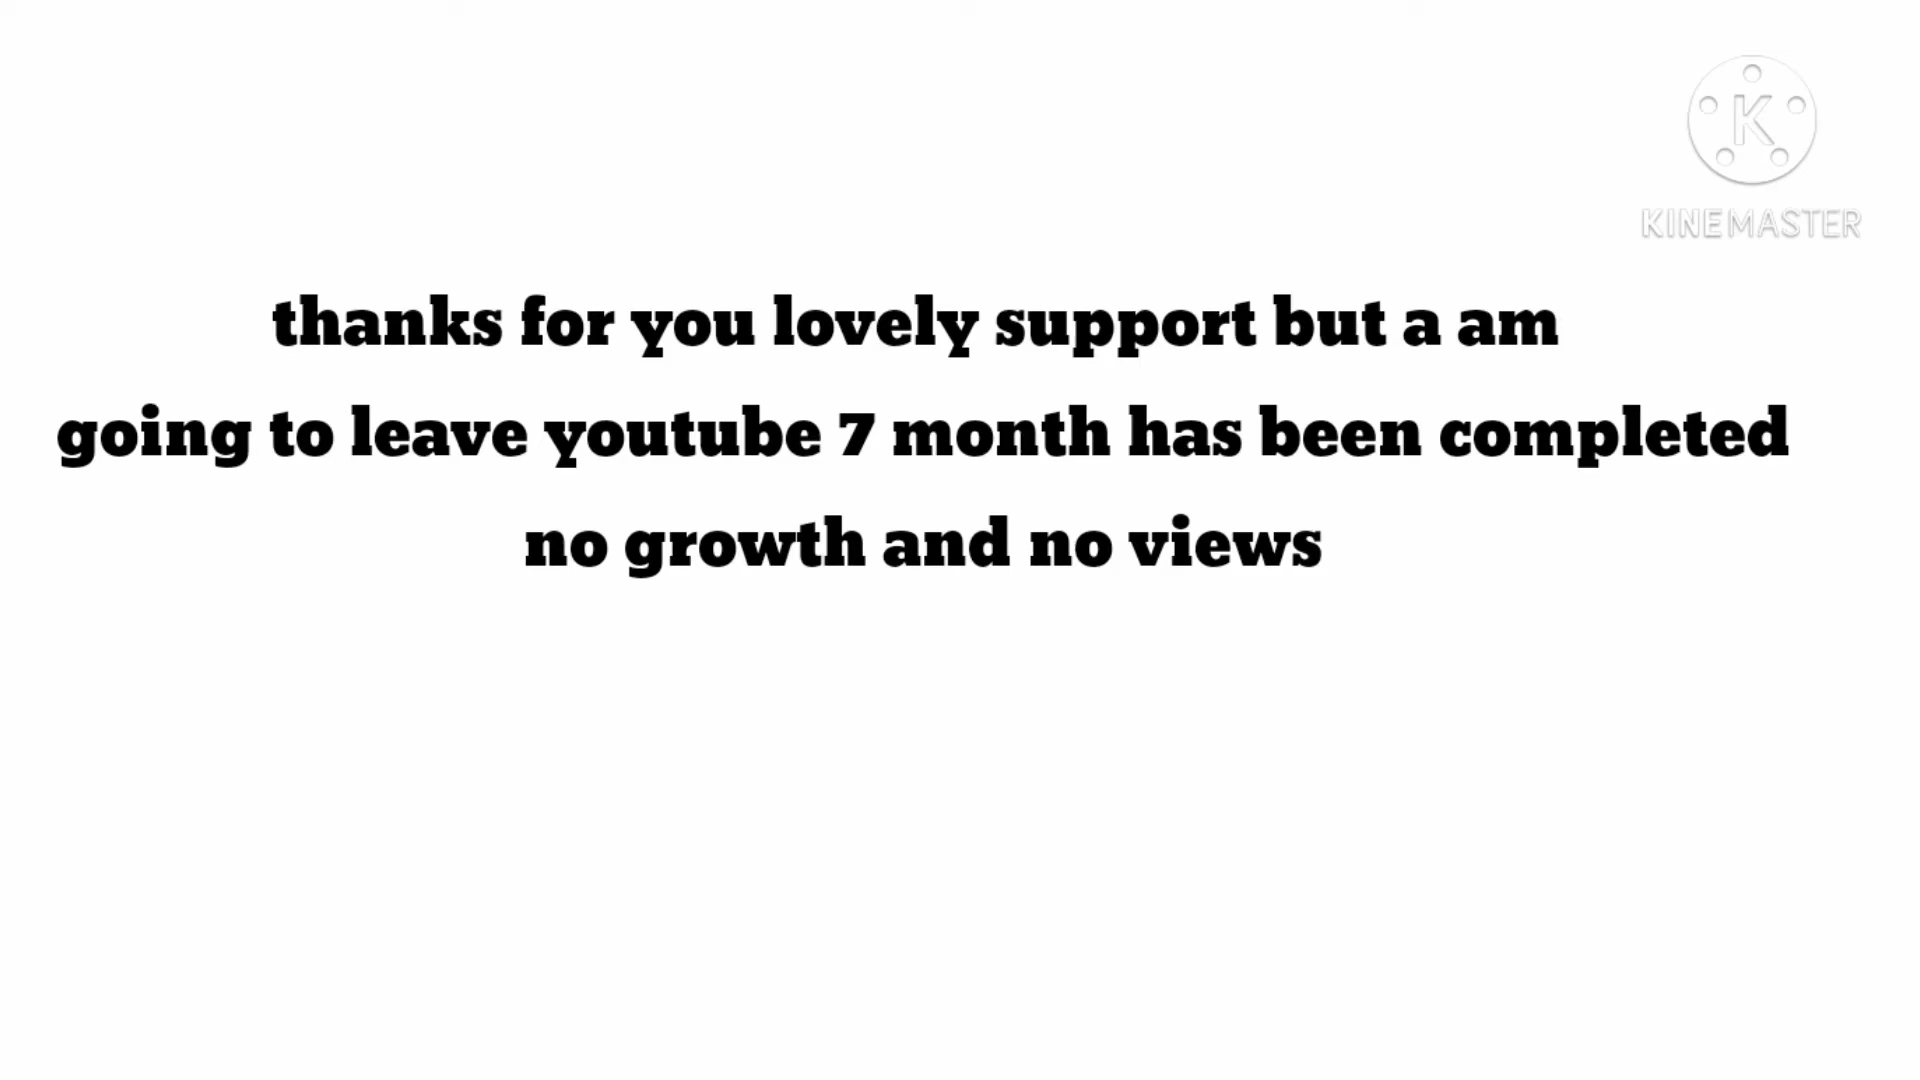 K
KINEMASTER
thanks for you lovely support but a am
going to leave youtube 7 month has been completed
no growth and no views